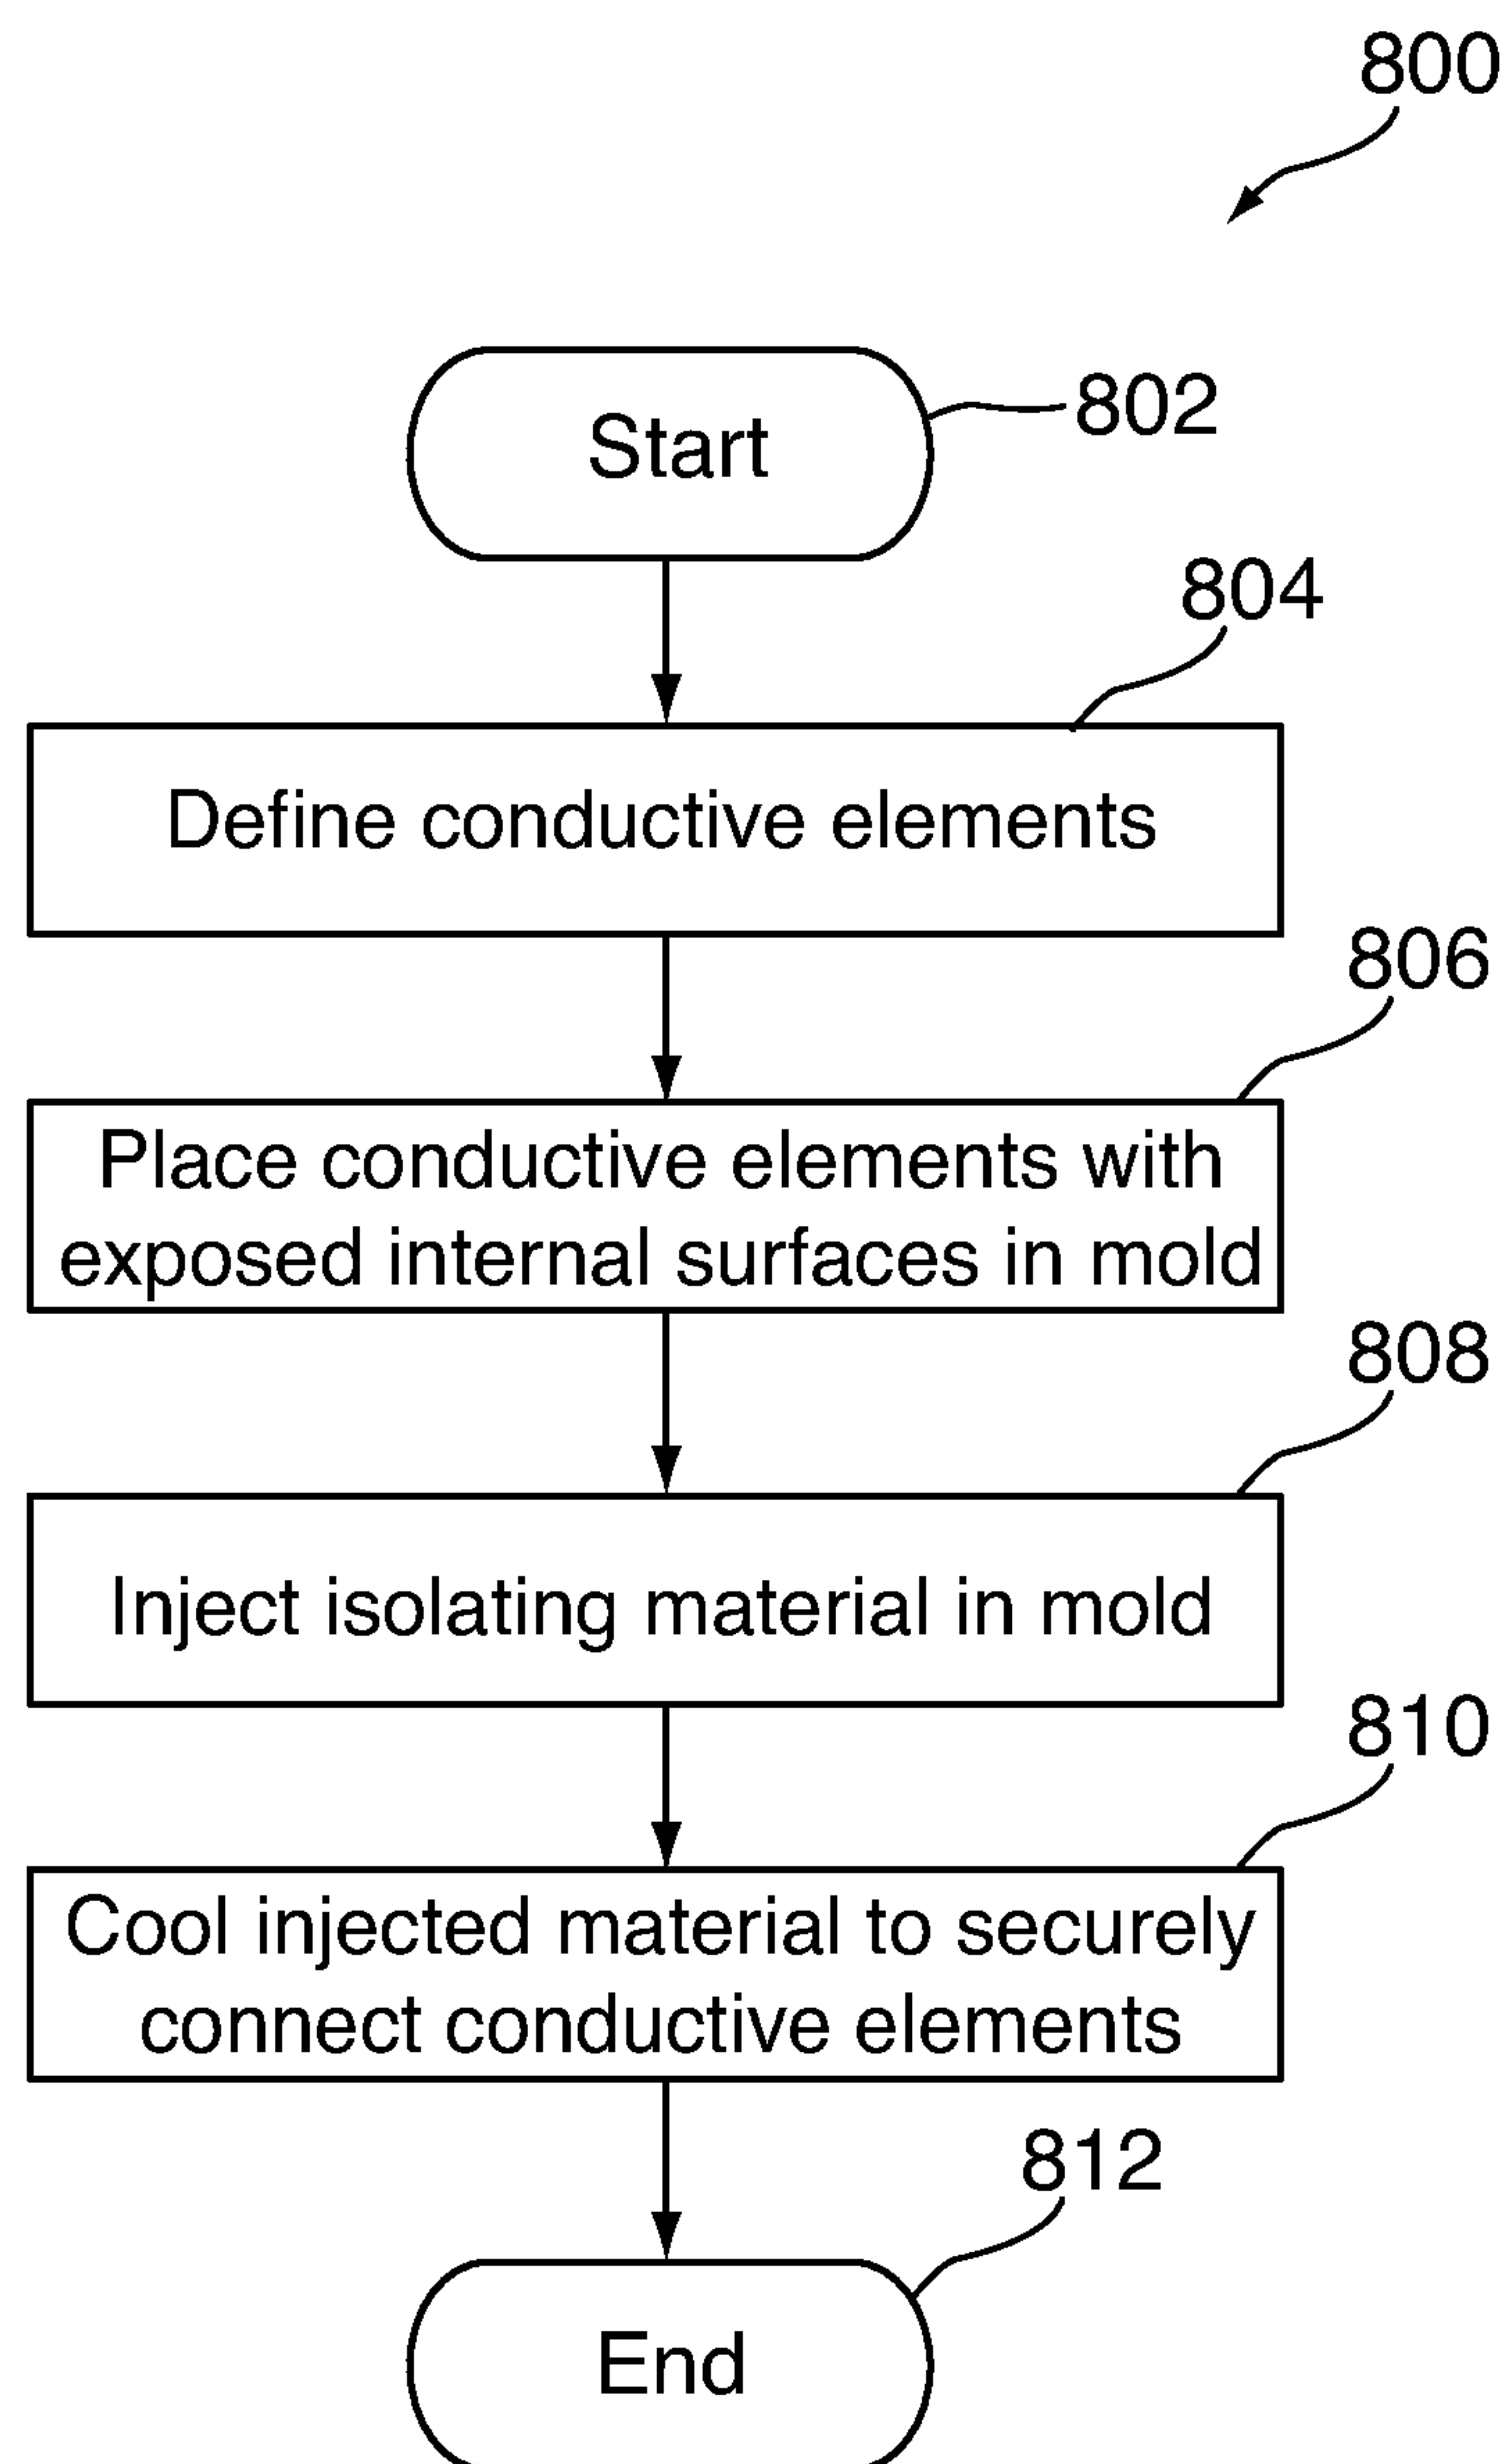 800
Start
802
804
Define conductive elements
806
Place conductive elements with
exposed internal surfaces in mold
808
Inject isolating material in mold
810
Cool injected material to securely
connect conductive elements
812
End